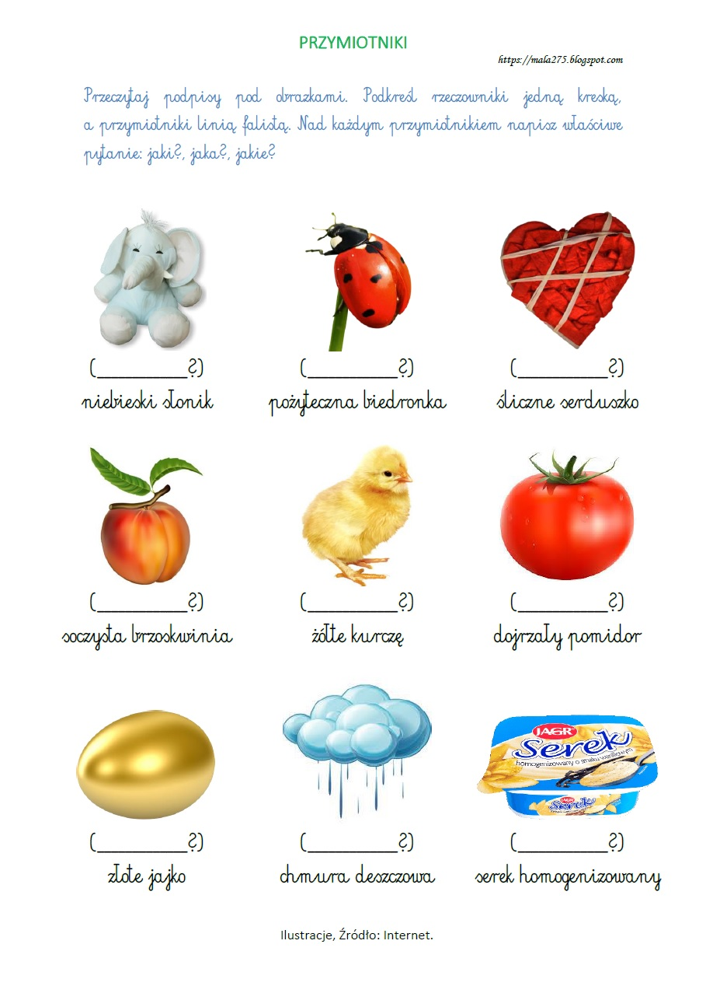 PRZYMIOTNIKI
https://mala275.blogspot.com
Przeczytaj podpisy pod obrazkami. Podkreśl rzeczowniki jedną kreską,
a przymiotniki linią falistą. Nad każdym przymiotnikiem napisz właściwe
pytanie: jaki?, jaka?, jakie?
(__________?) (__________?) (__________?)
niebieski słonik pożyteczna biedronka śliczne serduszko
(__________?) (__________?) (__________?)
soczysta brzoskwinia żółte kurczę dojrzały pomidor
JAGR
Serek
homogenizowany o smaku waniliowym
JAGR
Serek
(__________?) (__________?) (__________?)
złote jajko chmura deszczowa serek homogenizowany
Ilustracje, Źródło: Internet.